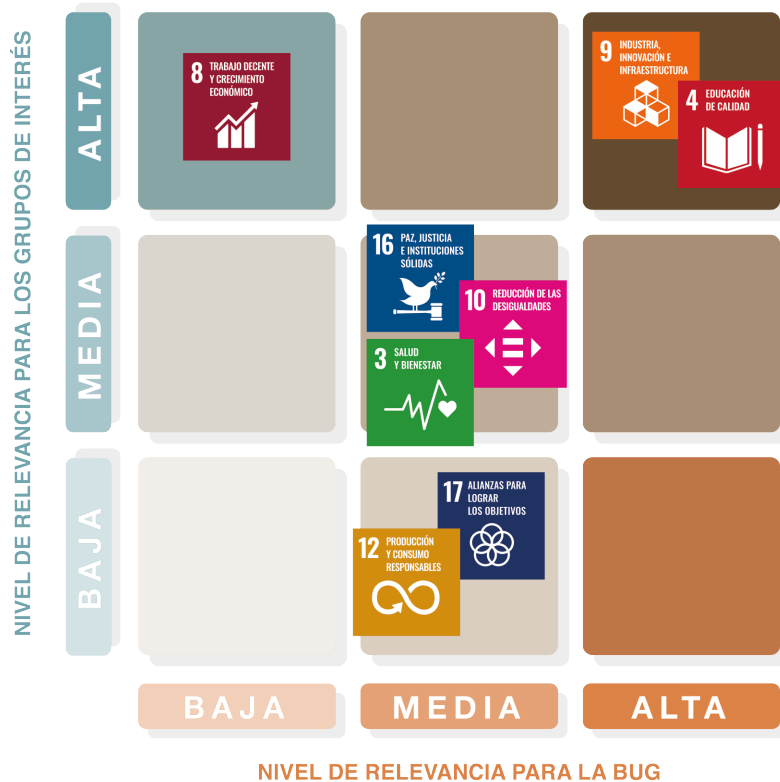 NIVEL DE RELEVANCIA PARA LOS GRUPOS DE INTERÉS
ALTA
8 TRABAJO DECENTE
Y CRECIMIENTO
ECONÓMICO
9 INDUSTRIA,
INNOVACIÓN E
INFRAESTRUCTURA
4 EDUCACIÓN
DE CALIDAD
MEDIA
16 PAZ, JUSTICIA
E INSTITUCIONES
SÓLIDAS
10 REDUCCIÓN DE LAS
DESIGUALDADES
3 SALUD
Y BIENESTAR
BAJA
17 ALIANZAS PARA
LOGRAR
LOS OBJETIVOS
12 PRODUCCIÓN
Y CONSUMO
RESPONSABLES
BAJA
MEDIA
ALTA
NIVEL DE RELEVANCIA PARA LA BUG